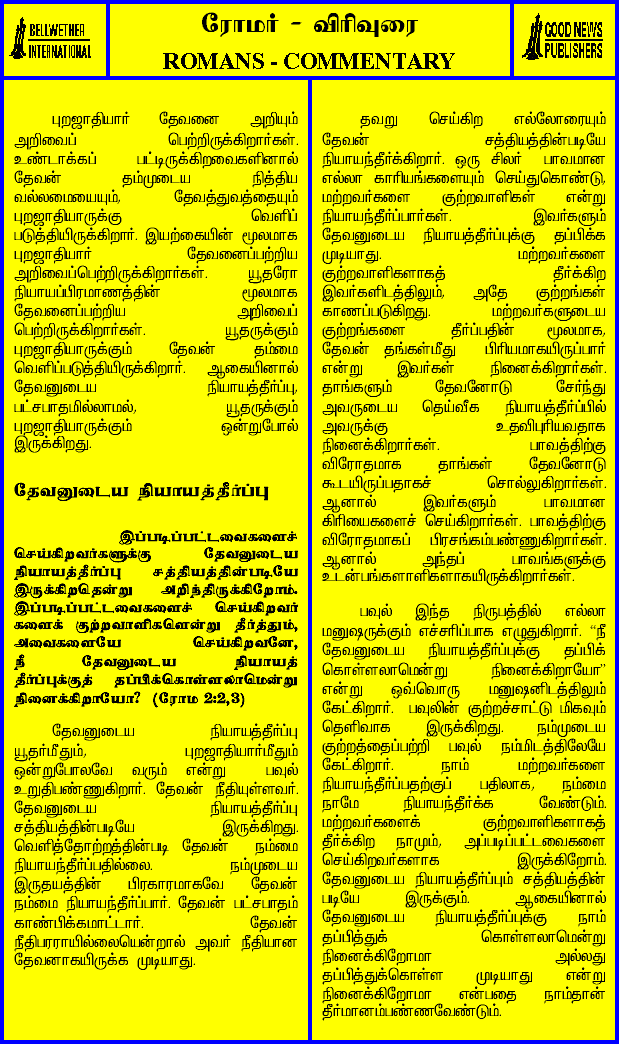 BELLWETHER
INTERNATIONAL
ரோமர் - விரிவுரை
ROMANS - COMMENTARY
GOOD NEWS
PUBLISHERS
புறஜாதியார் தேவனை அறியும்
அறிவைப் பெற்றிருக்கிறார்கள்.
உண்டாக்கப் பட்டிருக்கிறவைகளினால்
தேவன் தம்முடைய நித்திய
வல்லமையையும், தேவத்துவத்தையும்
புறஜாதியாருக்கு வெளிப்
படுத்தியிருக்கிறார். இயற்கையின் மூலமாக
புறஜாதியார் தேவனைப்பற்றிய
அறிவைப்பெற்றிருக்கிறார்கள். யூதரோ
நியாயப்பிரமாணத்தின் மூலமாக
தேவனைப்பற்றிய அறிவைப்
பெற்றிருக்கிறார்கள். யூதருக்கும்
புறஜாதியாருக்கும் தேவன் தம்மை
வெளிப்படுத்தியிருக்கிறார். ஆகையினால்
தேவனுடைய நியாயத்தீர்ப்பு,
பட்சபாதமில்லாமல், யூதருக்கும்
புறஜாதியாருக்கும் ஒன்றுபோல்
இருக்கிறது.
தேவனுடைய நியாயத்தீர்ப்பு
இப்படிப்பட்டவைகளைச்
செய்கிறவர்களுக்கு தேவனுடைய
நியாயத்தீர்ப்பு சத்தியத்தின்படியே
இருக்கிறதென்று அறிந்திருக்கிறோம்.
இப்படிப்பட்டவைகளைச் செய்கிறவர்
களைக் குற்றவாளிகளென்று தீர்த்தும்,
அவைகளையே செய்கிறவனே,
நீ தேவனுடைய நியாயத்
தீர்ப்புக்குத் தப்பிக்கொள்ளலாமென்று
நினைக்கிறாயோ? (ரோம 2:2,3)
தேவனுடைய நியாயத்தீர்ப்பு
யூதர்மீதும், புறஜாதியார்மீதும்
ஒன்றுபோலவே வரும் என்று பவுல்
உறுதிபண்ணுகிறார். தேவன் நீதியுள்ளவர்.
தேவனுடைய நியாயத்தீர்ப்பு
சத்தியத்தின்படியே இருக்கிறது.
வெளித்தோற்றத்தின்படி தேவன் நம்மை
நியாயந்தீர்ப்பதில்லை. நம்முடைய
இருதயத்தின் பிரகாரமாகவே தேவன்
நம்மை நியாயந்தீர்ப்பார். தேவன் பட்சபாதம்
காண்பிக்கமாட்டார். தேவன்
நீதிபரராயில்லையென்றால் அவர் நீதியான
தேவனாகயிருக்க முடியாது.
தவறு செய்கிற எல்லோரையும்
தேவன் சத்தியத்தின்படியே
நியாயந்தீர்க்கிறார். ஒரு சிலர் பாவமான
எல்லா காரியங்களையும் செய்துகொண்டு,
மற்றவர்களை குற்றவாளிகள் என்று
நியாயந்தீர்ப்பார்கள். இவர்களும்
தேவனுடைய நியாயத்தீர்ப்புக்கு தப்பிக்க
முடியாது. மற்றவர்களை
குற்றவாளிகளாகத் தீர்க்கிற
இவர்களிடத்திலும், அதே குற்றங்கள்
காணப்படுகிறது. மற்றவர்களுடைய
குற்றங்களை தீர்ப்பதின் மூலமாக,
தேவன் தங்கள்மீது பிரியமாகயிருப்பார்
என்று இவர்கள் நினைக்கிறார்கள்.
தாங்களும் தேவனோடு சேர்ந்து
அவருடைய தெய்வீக நியாயத்தீர்ப்பில்
அவருக்கு உதவிபுரியவதாக
நினைக்கிறார்கள். பாவத்திற்கு
விரோதமாக தாங்கள் தேவனோடு
கூடயிருப்பதாகச் சொல்லுகிறார்கள்.
ஆனால் இவர்களும் பாவமான
கிரியைகளைச் செய்கிறார்கள். பாவத்திற்கு
விரோதமாகப் பிரசங்கம்பண்ணுகிறார்கள்.
ஆனால் அந்தப் பாவங்களுக்கு
உடன்பங்களாளிகளாகயிருக்கிறார்கள்.
பவுல் இந்த நிருபத்தில் எல்லா
மனுஷருக்கும் எச்சரிப்பாக எழுதுகிறார். “நீ
தேவனுடைய நியாயத்தீர்ப்புக்கு தப்பிக்
கொள்ளலாமென்று நினைக்கிறாயோ”
என்று ஒவ்வொரு மனுஷனிடத்திலும்
கேட்கிறார். பவுலின் குற்றச்சாட்டு மிகவும்
தெளிவாக இருக்கிறது. நம்முடைய
குற்றத்தைப்பற்றி பவுல் நம்மிடத்திலேயே
கேட்கிறார். நாம் மற்றவர்களை
நியாயந்தீர்ப்பதற்குப் பதிலாக, நம்மை
நாமே நியாயந்தீர்க்க வேண்டும்.
மற்றவர்களைக் குற்றவாளிகளாகத்
தீர்க்கிற நாமும், அப்படிப்பட்டவைகளை
செய்கிறவர்களாக இருக்கிறோம்.
தேவனுடைய நியாயத்தீர்ப்பும் சத்தியத்தின்
படியே இருக்கும். ஆகையினால்
தேவனுடைய நியாயத்தீர்ப்புக்கு நாம்
தப்பித்துக் கொள்ளலாமென்று
நினைக்கிறோமா அல்லது
தப்பித்துக்கொள்ள முடியாது என்று
நினைக்கிறோமா என்பதை நாம்தான்
தீர்மானம்பண்ணவேண்டும்.